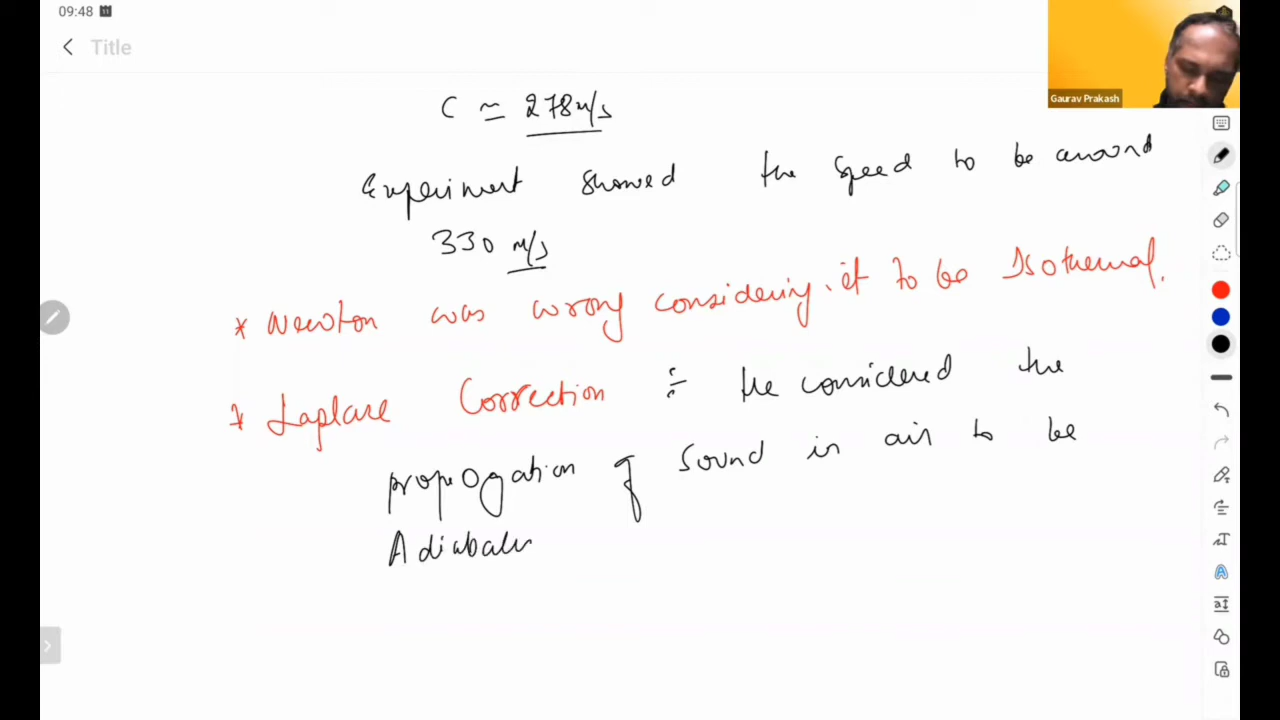 09:48
Title
Gaurav Prakash
C ≃ 278 m/s
Experiment showed the speed to be around
330 m/s
* Newton was wrong considering it to be Isothermal.
* Laplace Correction ÷ He considered the
propogation of sound in air to be
Adiabatic